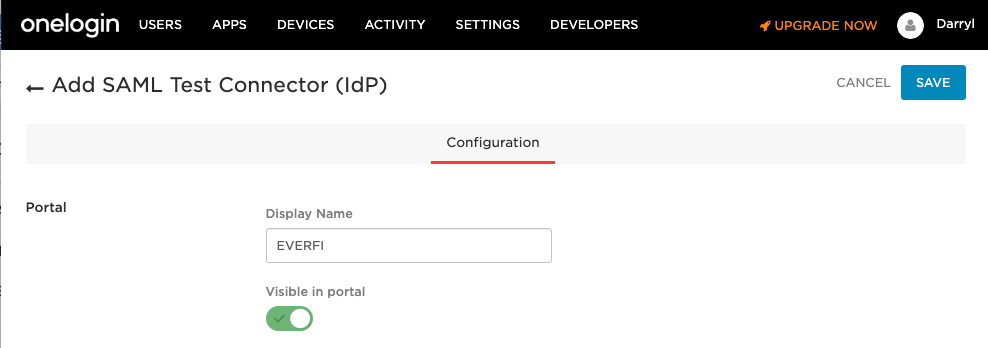 onelogin USERS APPS DEVICES ACTIVITY SETTINGS DEVELOPERS UPGRADE NOW Darryl
Add SAML Test Connector (IdP) CANCEL SAVE
Configuration
Portal
Display Name
EVERFI
Visible in portal